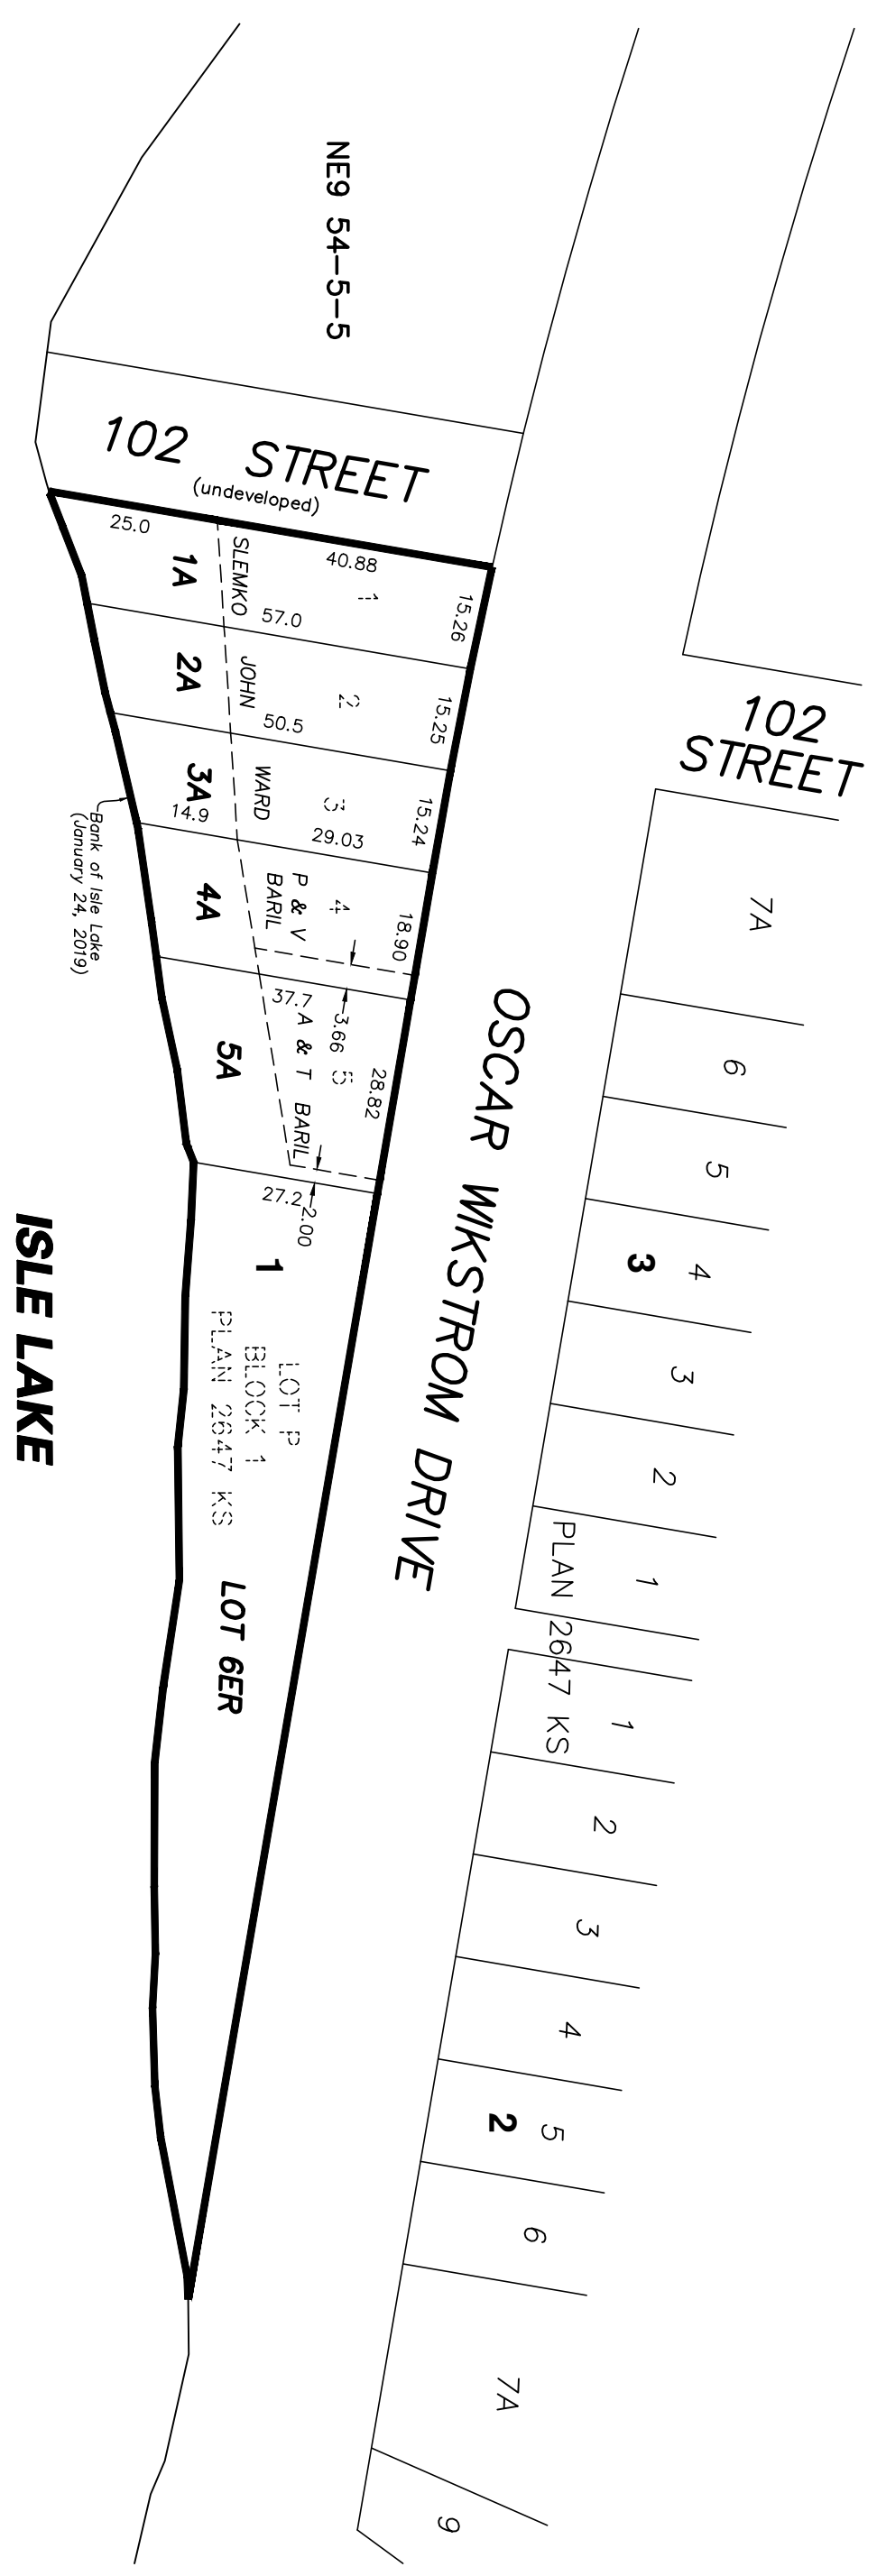 NE9 54-5-5
102 STREET
(undeveloped)
102
STREET
25.0
40.88
15.26
1A
SLEMKO
1
57.0
2A
JOHN
2
15.25
50.5
3A
WARD
3
15.24
14.9
29.03
Bank of Isle Lake
(January 24, 2019)
4A
P & V
BARIL
4
18.90
37.7
3.66
5A
A & T BARIL
5
28.82
27.2
2.00
1
LOT P
BLOCK 1
PLAN 2647 KS
LOT 6ER
ISLE LAKE
OSCAR WIKSTROM DRIVE
7A
6
5
3
4
3
2
1
PLAN 2647 KS
1
2
3
4
2
5
6
7A
9